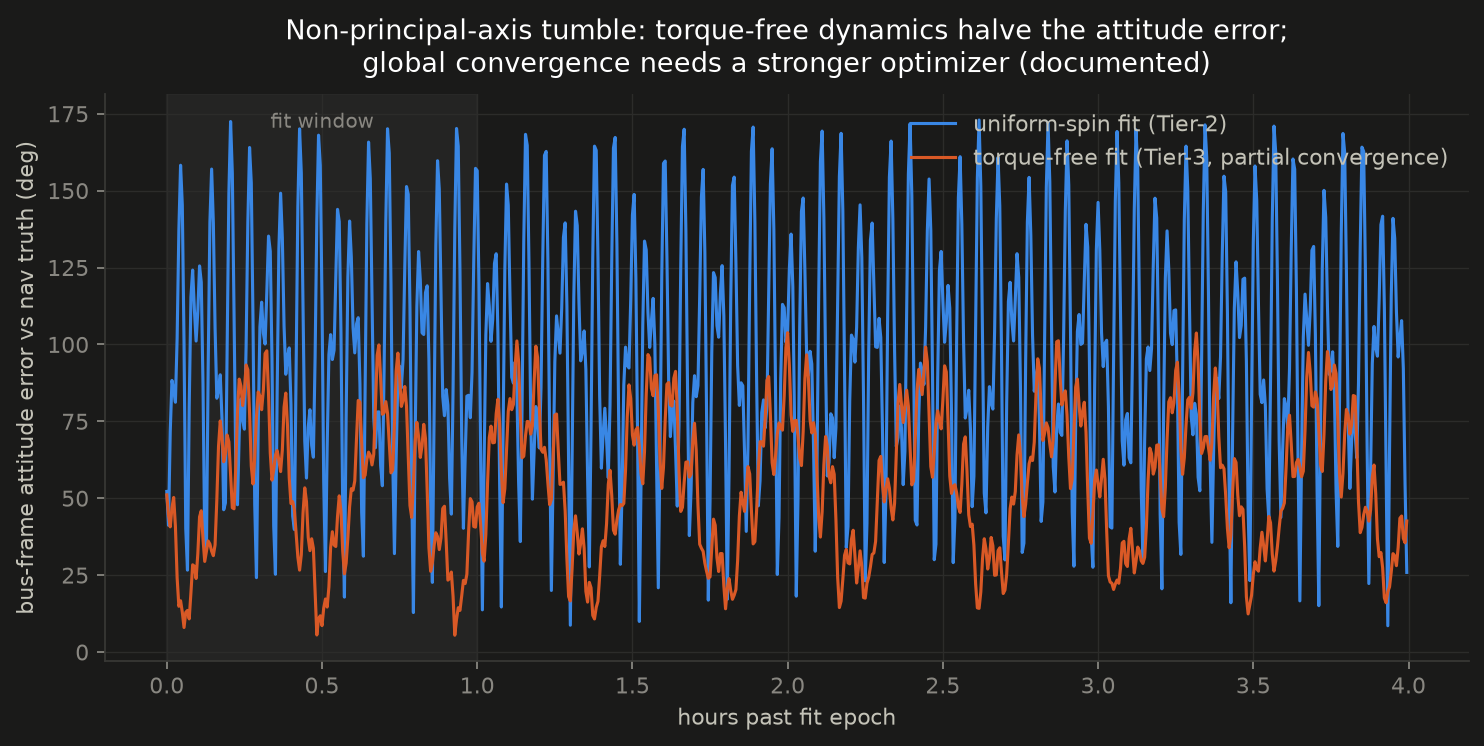 Non-principal-axis tumble: torque-free dynamics halve the attitude error;
global convergence needs a stronger optimizer (documented)
bus-frame attitude error vs nav truth (deg)
175
150
125
100
75
50
25
0
fit window
uniform-spin fit (Tier-2)
torque-free fit (Tier-3, partial convergence)
0.0 0.5 1.0 1.5 2.0 2.5 3.0 3.5 4.0
hours past fit epoch